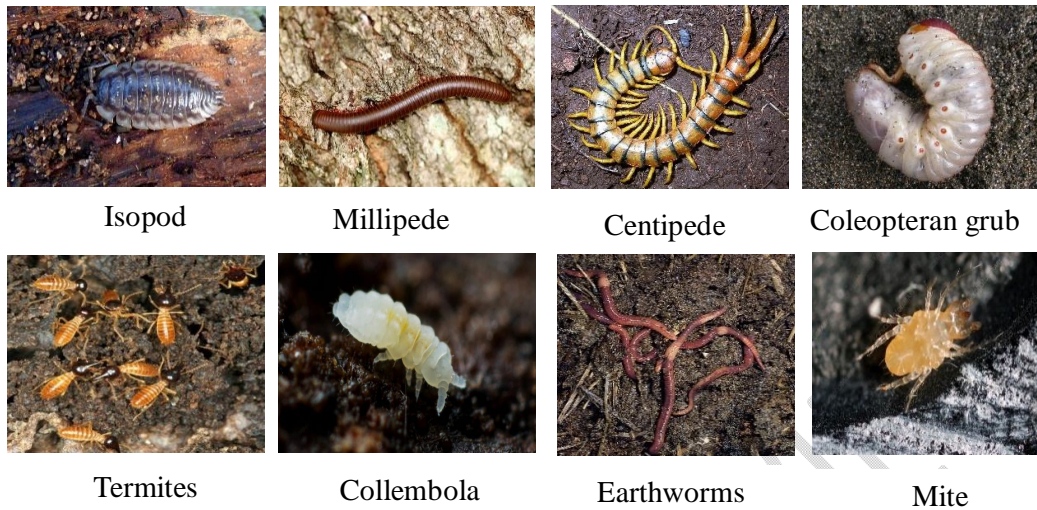 Isopod
Millipede
Centipede
Coleopteran grub
Termites
Collembola
Earthworms
Mite